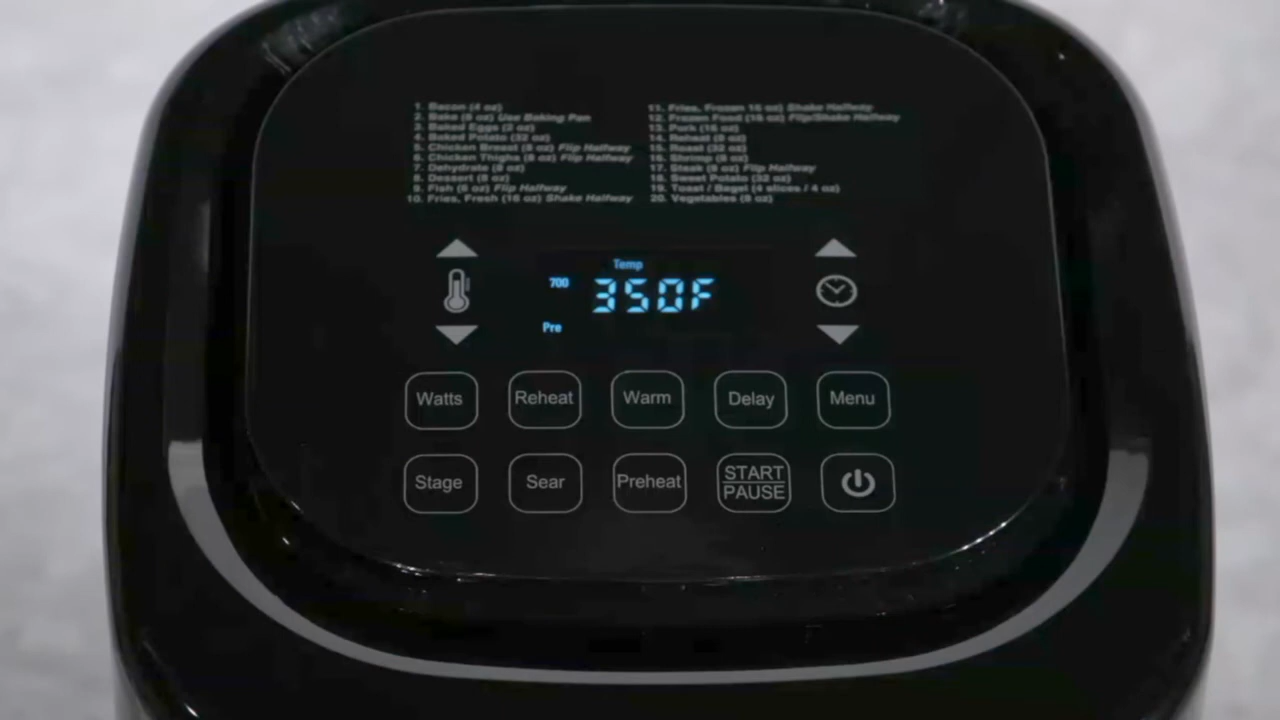 1. Bacon (4 oz)
2. Bake (8 oz) Use Baking Pan
3. Baked Eggs (2 oz)
4. Baked Potato (32 oz)
5. Chicken Breast (8 oz) Flip Halfway
6. Chicken Thighs (8 oz) Flip Halfway
7. Dehydrate (8 oz)
8. Dessert (8 oz)
9. Fish (6 oz) Flip Halfway
10. Fries, Fresh (16 oz) Shake Halfway
11. Fries, Frozen 16 oz) Shake Halfway
12. Frozen Food (16 oz) Flip/Shake Halfway
13. Pork (16 oz)
14. Reheat (8 oz)
15. Roast (32 oz)
16. Shrimp (8 oz)
17. Steak (8 oz) Flip Halfway
18. Sweet Potato (32 oz)
19. Toast / Bagel (4 slices / 4 oz)
20. Vegetables (8 oz)
Temp
700
350F
Pre
Watts Reheat Warm Delay Menu
Stage Sear Preheat START
PAUSE